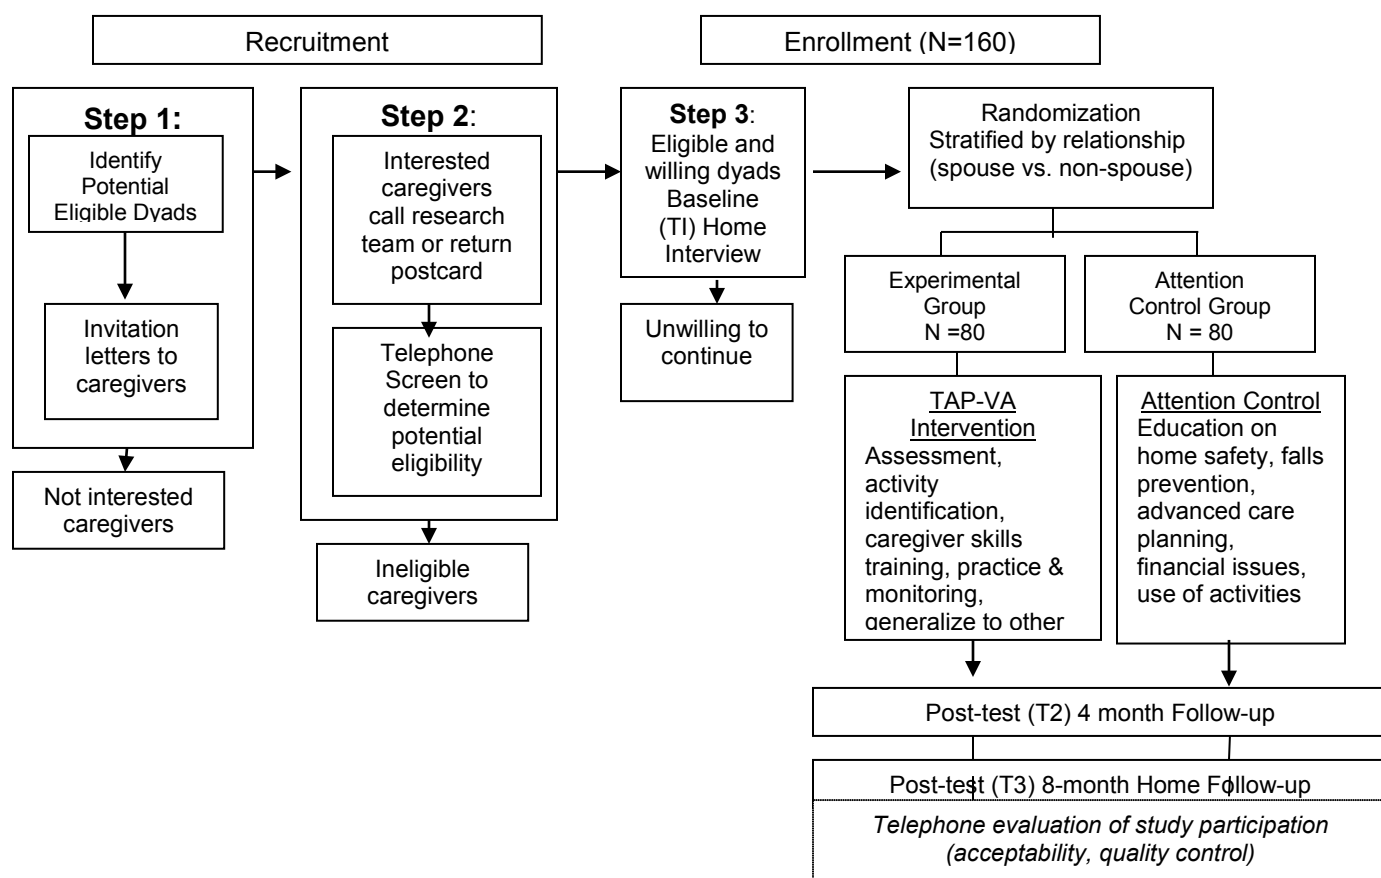 Recruitment
Enrollment (N=160)
Step 1:
Identify
Potential
Eligible Dyads
Invitation
letters to
caregivers
Not interested
caregivers
Step 2:
Interested
caregivers
call research
team or return
postcard
Telephone
Screen to
determine
potential
eligibility
Ineligible
caregivers
Step 3:
Eligible and
willing dyads
Baseline
(TI) Home
Interview
Unwilling to
continue
Randomization
Stratified by relationship
(spouse vs. non-spouse)
Experimental
Group
N =80
Attention
Control Group
N = 80
TAP-VA
Intervention
Assessment,
activity
identification,
caregiver skills
training, practice &
monitoring,
generalize to other
Attention Control
Education on
home safety, falls
prevention,
advanced care
planning,
financial issues,
use of activities
Post-test (T2) 4 month Follow-up
Post-test (T3) 8-month Home Follow-up
Telephone evaluation of study participation
(acceptability, quality control)